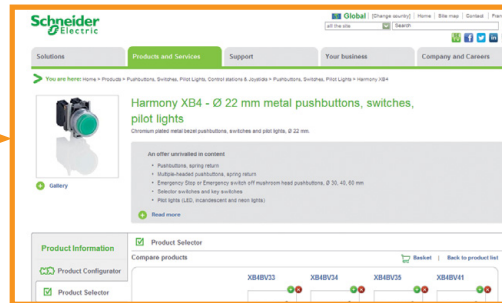 Schneider
Electric
Global | [Change country] | Home | Site map | Contact | Fran
all the site Search
Solutions
Products and Services
Support
Your business
Company and Careers
You are here: Home > Products > Pushbuttons, Switches, Pilot Lights, Control stations & Joystick > Pushbuttons, Switches, Pilot Lights > Harmony XB4
Harmony XB4 - Ø 22 mm metal pushbuttons, switches,
pilot lights
Chromium plated metal bezel pushbuttons, switches and pilot lights, Ø 22 mm.
An offer unrivalled in content
• Pushbuttons, spring return
• Multiple-headed pushbuttons, spring return
• Emergency Stop or Emergency switch off mushroom head pushbuttons, Ø 30, 40, 60 mm
• Selector switches and key switches
• Pilot lights (LED, incandescent and neon lights)
Gallery
Read more
Product Information
Product Selector
Compare products
Basket | Back to product list
Product Configurator
XB4BV33 XB4BV34 XB4BV35 XB4BV41
Product Selector